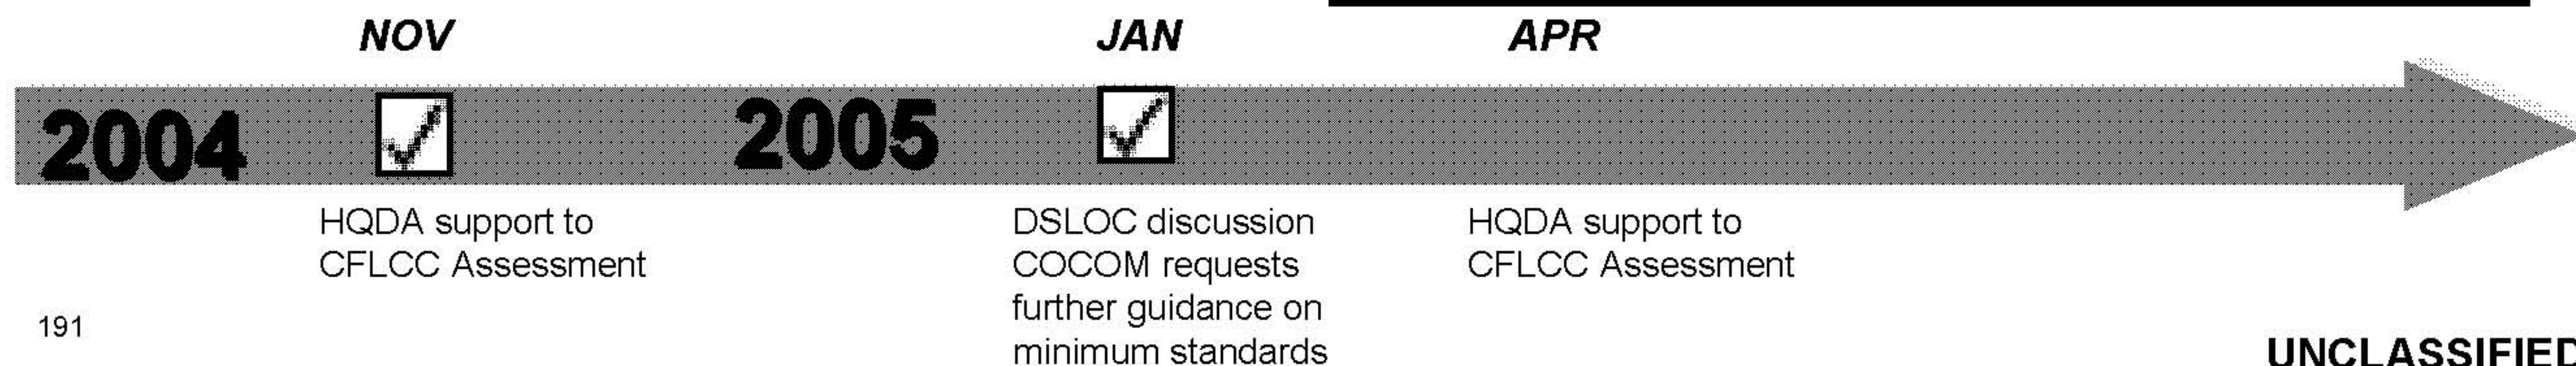 NOV JAN APR
2004 2005
HQDA support to
CFLCC Assessment
DSLOC discussion
COCOM requests
further guidance on
minimum standards
HQDA support to
CFLCC Assessment
191
UNCLASSIFIED